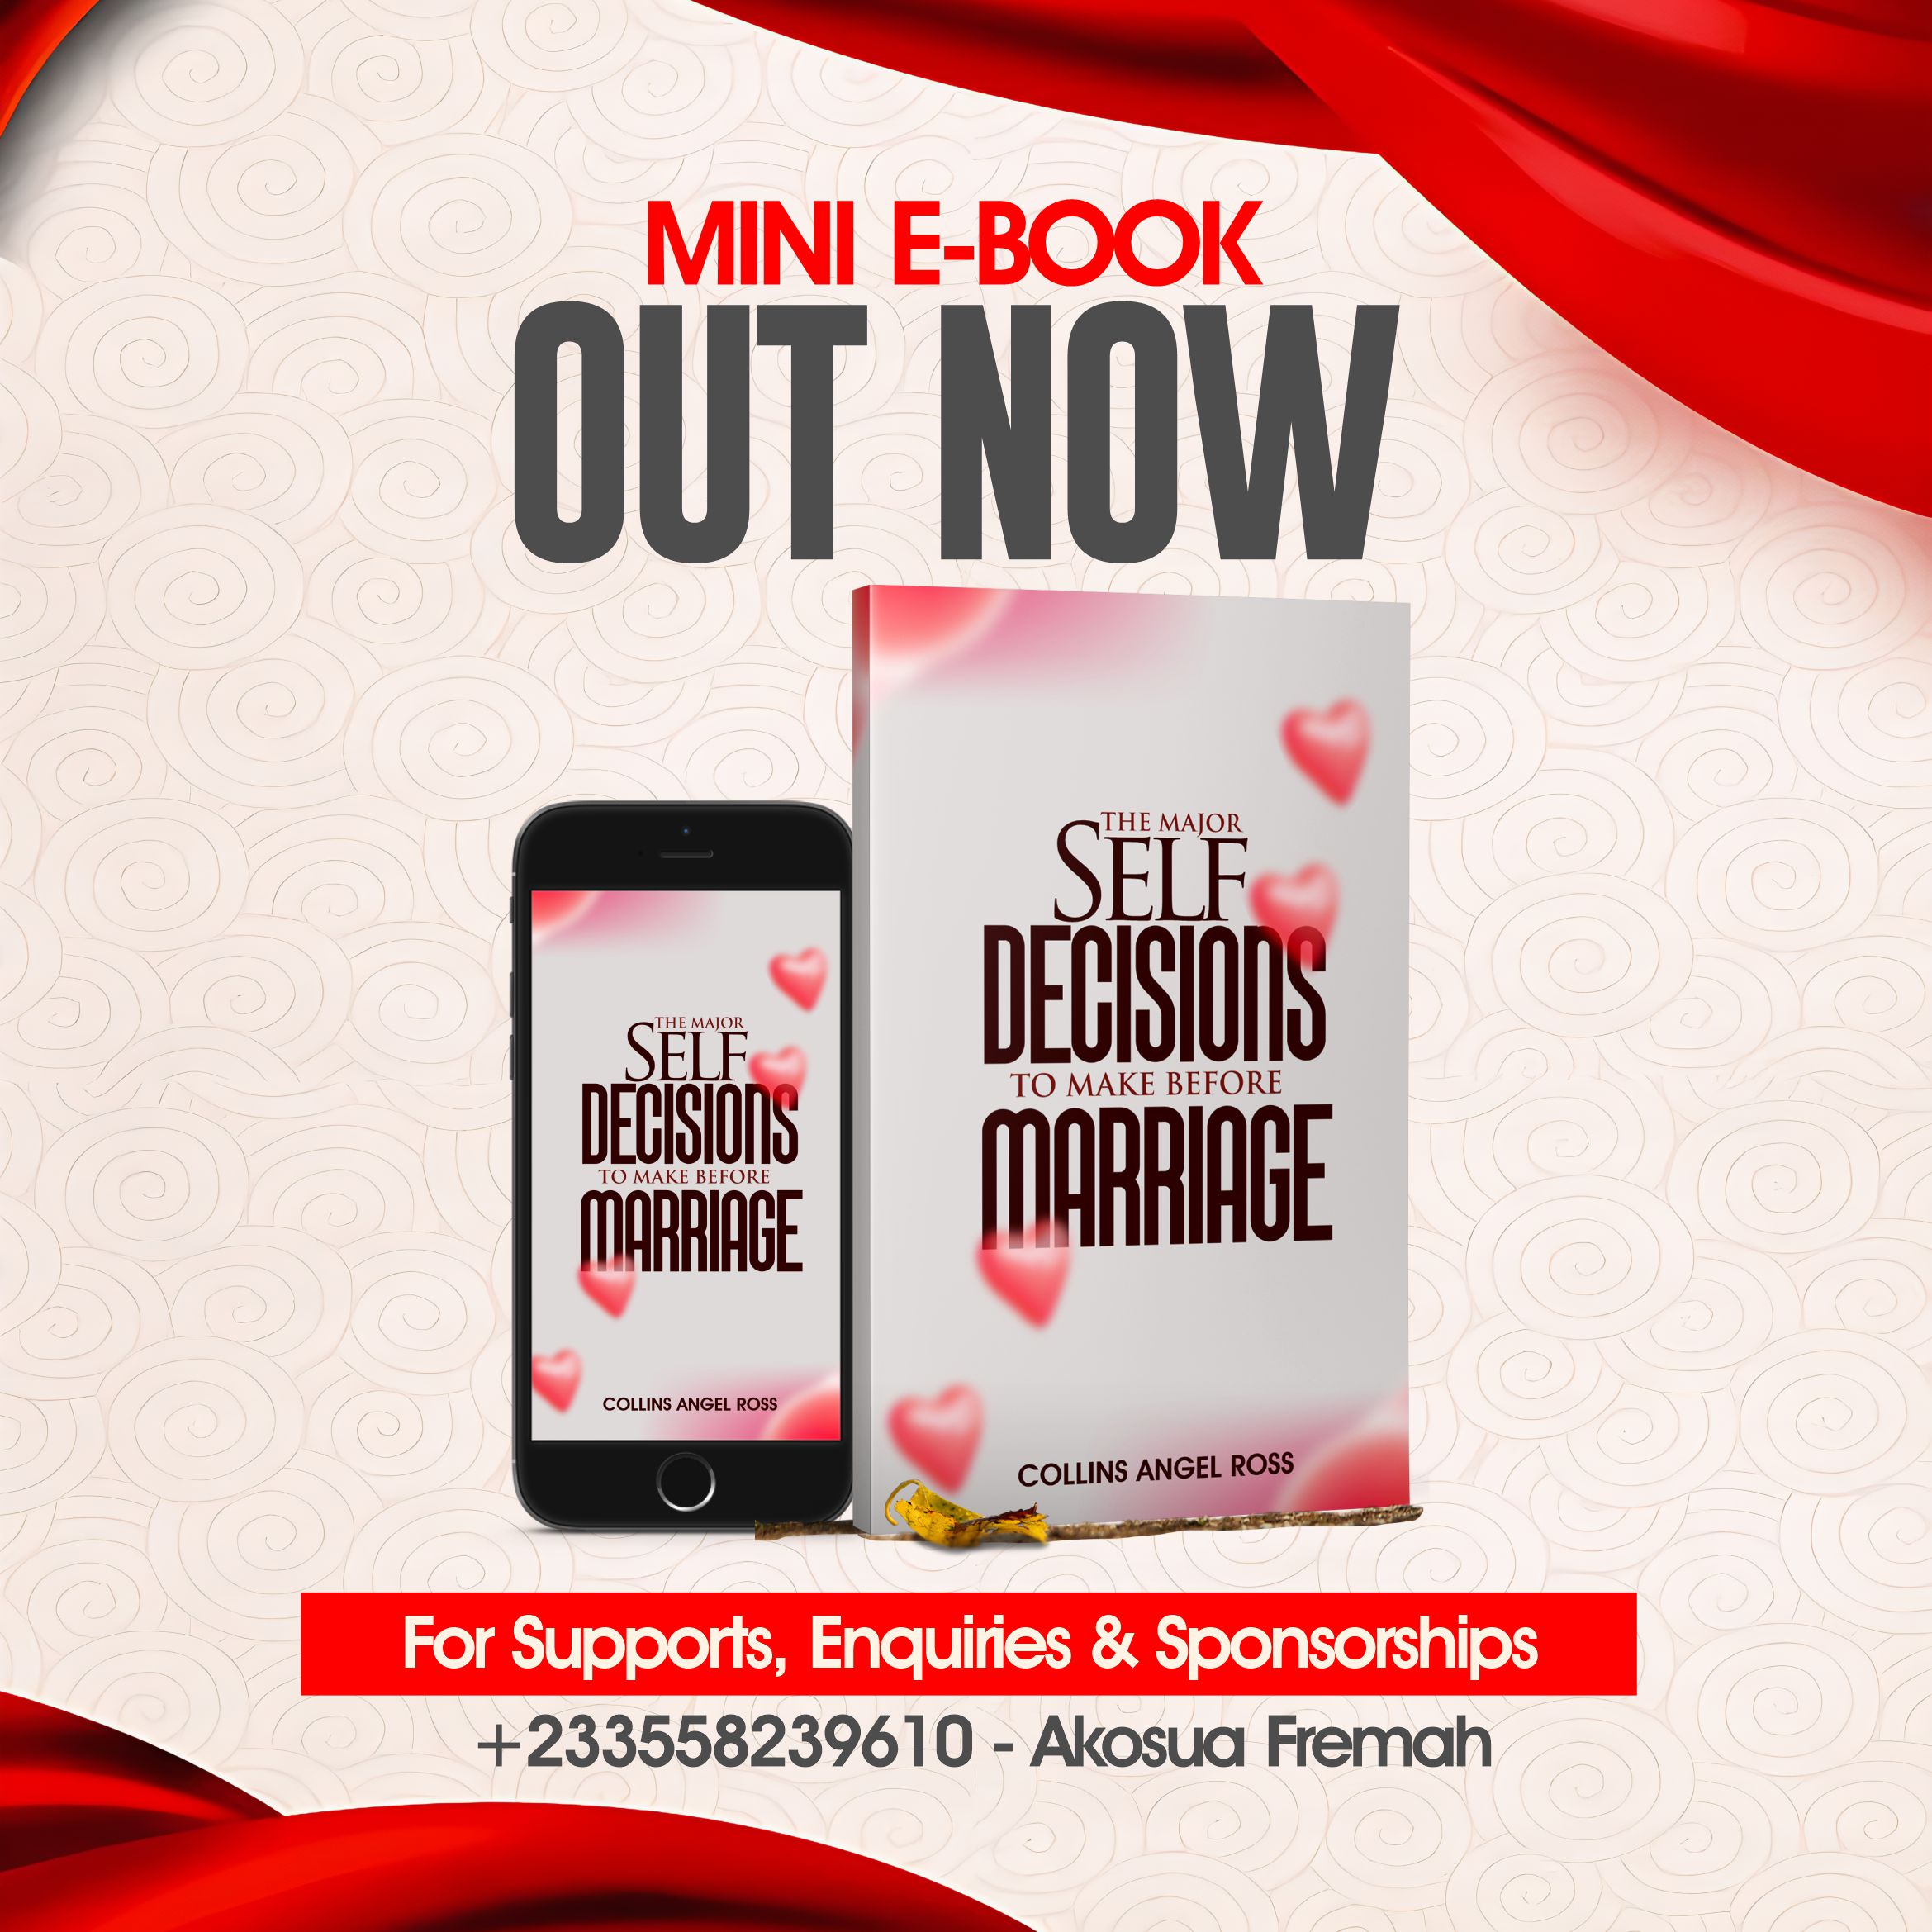 MINI E-BOOK
OUT NOW
THE MAJOR
SELF
DECISIONS
TO MAKE BEFORE
MARRIAGE
COLLINS ANGEL ROSS
THE MAJOR
SELF
DECISIONS
TO MAKE BEFORE
MARRIAGE
COLLINS ANGEL ROSS
For Supports, Enquiries & Sponsorships
+233558239610 - Akosua Fremah